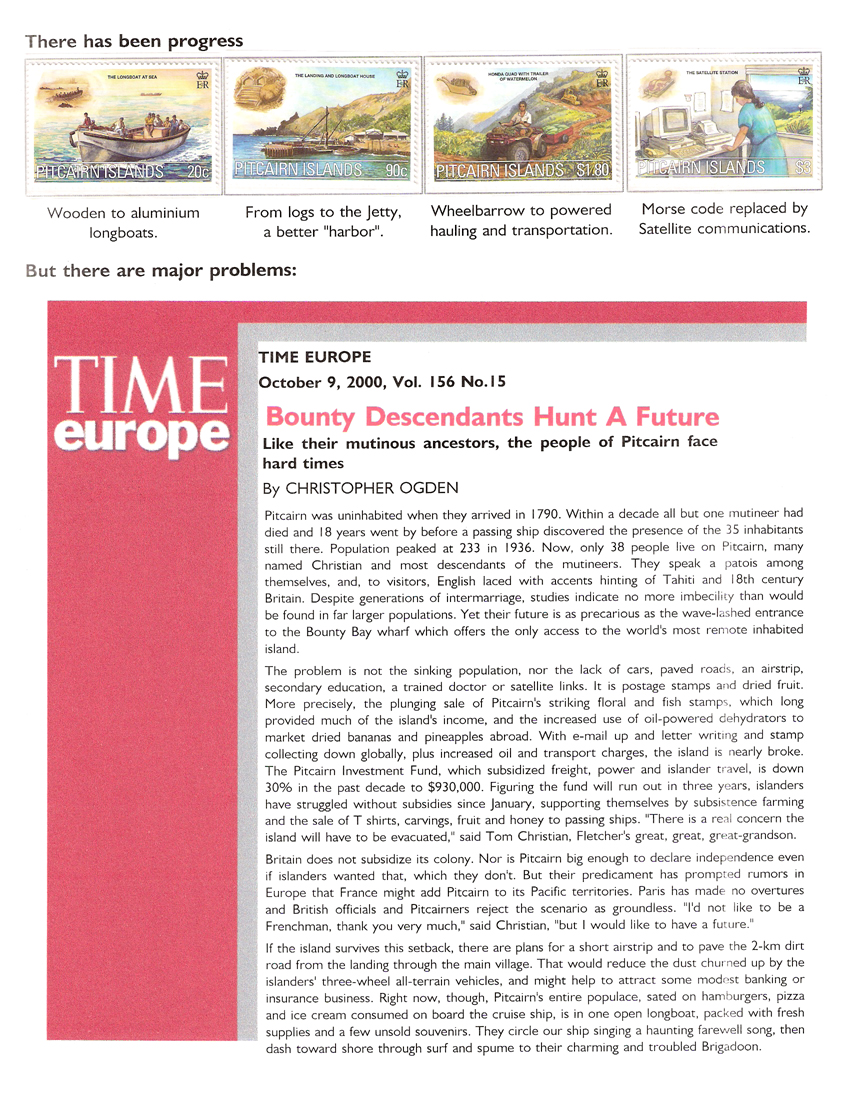 There has been progress
THE LONGBOAT AT SEA
E II R
PITCAIRN ISLANDS 20c
THE LANDING AND LONGBOAT HOUSE
E II R
PITCAIRN ISLANDS 90c
HONDA QUAD WITH TRAILER
OF WATERMELON
E II R
PITCAIRN ISLANDS $1.80
THE SATELLITE STATION
E II R
PITCAIRN ISLANDS $3
Wooden to aluminium
longboats.
From logs to the Jetty,
a better "harbor".
Wheelbarrow to powered
hauling and transportation.
Morse code replaced by
Satellite communications.
But there are major problems:
TIME
europe
TIME EUROPE
October 9, 2000, Vol. 156 No.15
Bounty Descendants Hunt A Future
Like their mutinous ancestors, the people of Pitcairn face
hard times
By CHRISTOPHER OGDEN
Pitcairn was uninhabited when they arrived in 1790. Within a decade all but one mutineer had
died and 18 years went by before a passing ship discovered the presence of the 35 inhabitants
still there. Population peaked at 233 in 1936. Now, only 38 people live on Pitcairn, many
named Christian and most descendants of the mutineers. They speak a patois among
themselves, and, to visitors, English laced with accents hinting of Tahiti and 18th century
Britain. Despite generations of intermarriage, studies indicate no more imbecility than would
be found in far larger populations. Yet their future is as precarious as the wave-lashed entrance
to the Bounty Bay wharf which offers the only access to the world's most remote inhabited
island.
The problem is not the sinking population, nor the lack of cars, paved roads, an airstrip,
secondary education, a trained doctor or satellite links. It is postage stamps and dried fruit.
More precisely, the plunging sale of Pitcairn's striking floral and fish stamps, which long
provided much of the island's income, and the increased use of oil-powered dehydrators to
market dried bananas and pineapples abroad. With e-mail up and letter writing and stamp
collecting down globally, plus increased oil and transport charges, the island is nearly broke.
The Pitcairn Investment Fund, which subsidized freight, power and islander travel, is down
30% in the past decade to $930,000. Figuring the fund will run out in three years, islanders
have struggled without subsidies since January, supporting themselves by subsistence farming
and the sale of T shirts, carvings, fruit and honey to passing ships. "There is a real concern the
island will have to be evacuated," said Tom Christian, Fletcher's great, great, great-grandson.
Britain does not subsidize its colony. Nor is Pitcairn big enough to declare independence even
if islanders wanted that, which they don't. But their predicament has prompted rumors in
Europe that France might add Pitcairn to its Pacific territories. Paris has made no overtures
and British officials and Pitcairners reject the scenario as groundless. "I'd not like to be a
Frenchman, thank you very much," said Christian, "but I would like to have a future."
If the island survives this setback, there are plans for a short airstrip and to pave the 2-km dirt
road from the landing through the main village. That would reduce the dust churned up by the
islanders' three-wheel all-terrain vehicles, and might help to attract some modest banking or
insurance business. Right now, though, Pitcairn's entire populace, sated on hamburgers, pizza
and ice cream consumed on board the cruise ship, is in one open longboat, packed with fresh
supplies and a few unsold souvenirs. They circle our ship singing a haunting farewell song, then
dash toward shore through surf and spume to their charming and troubled Brigadoon.